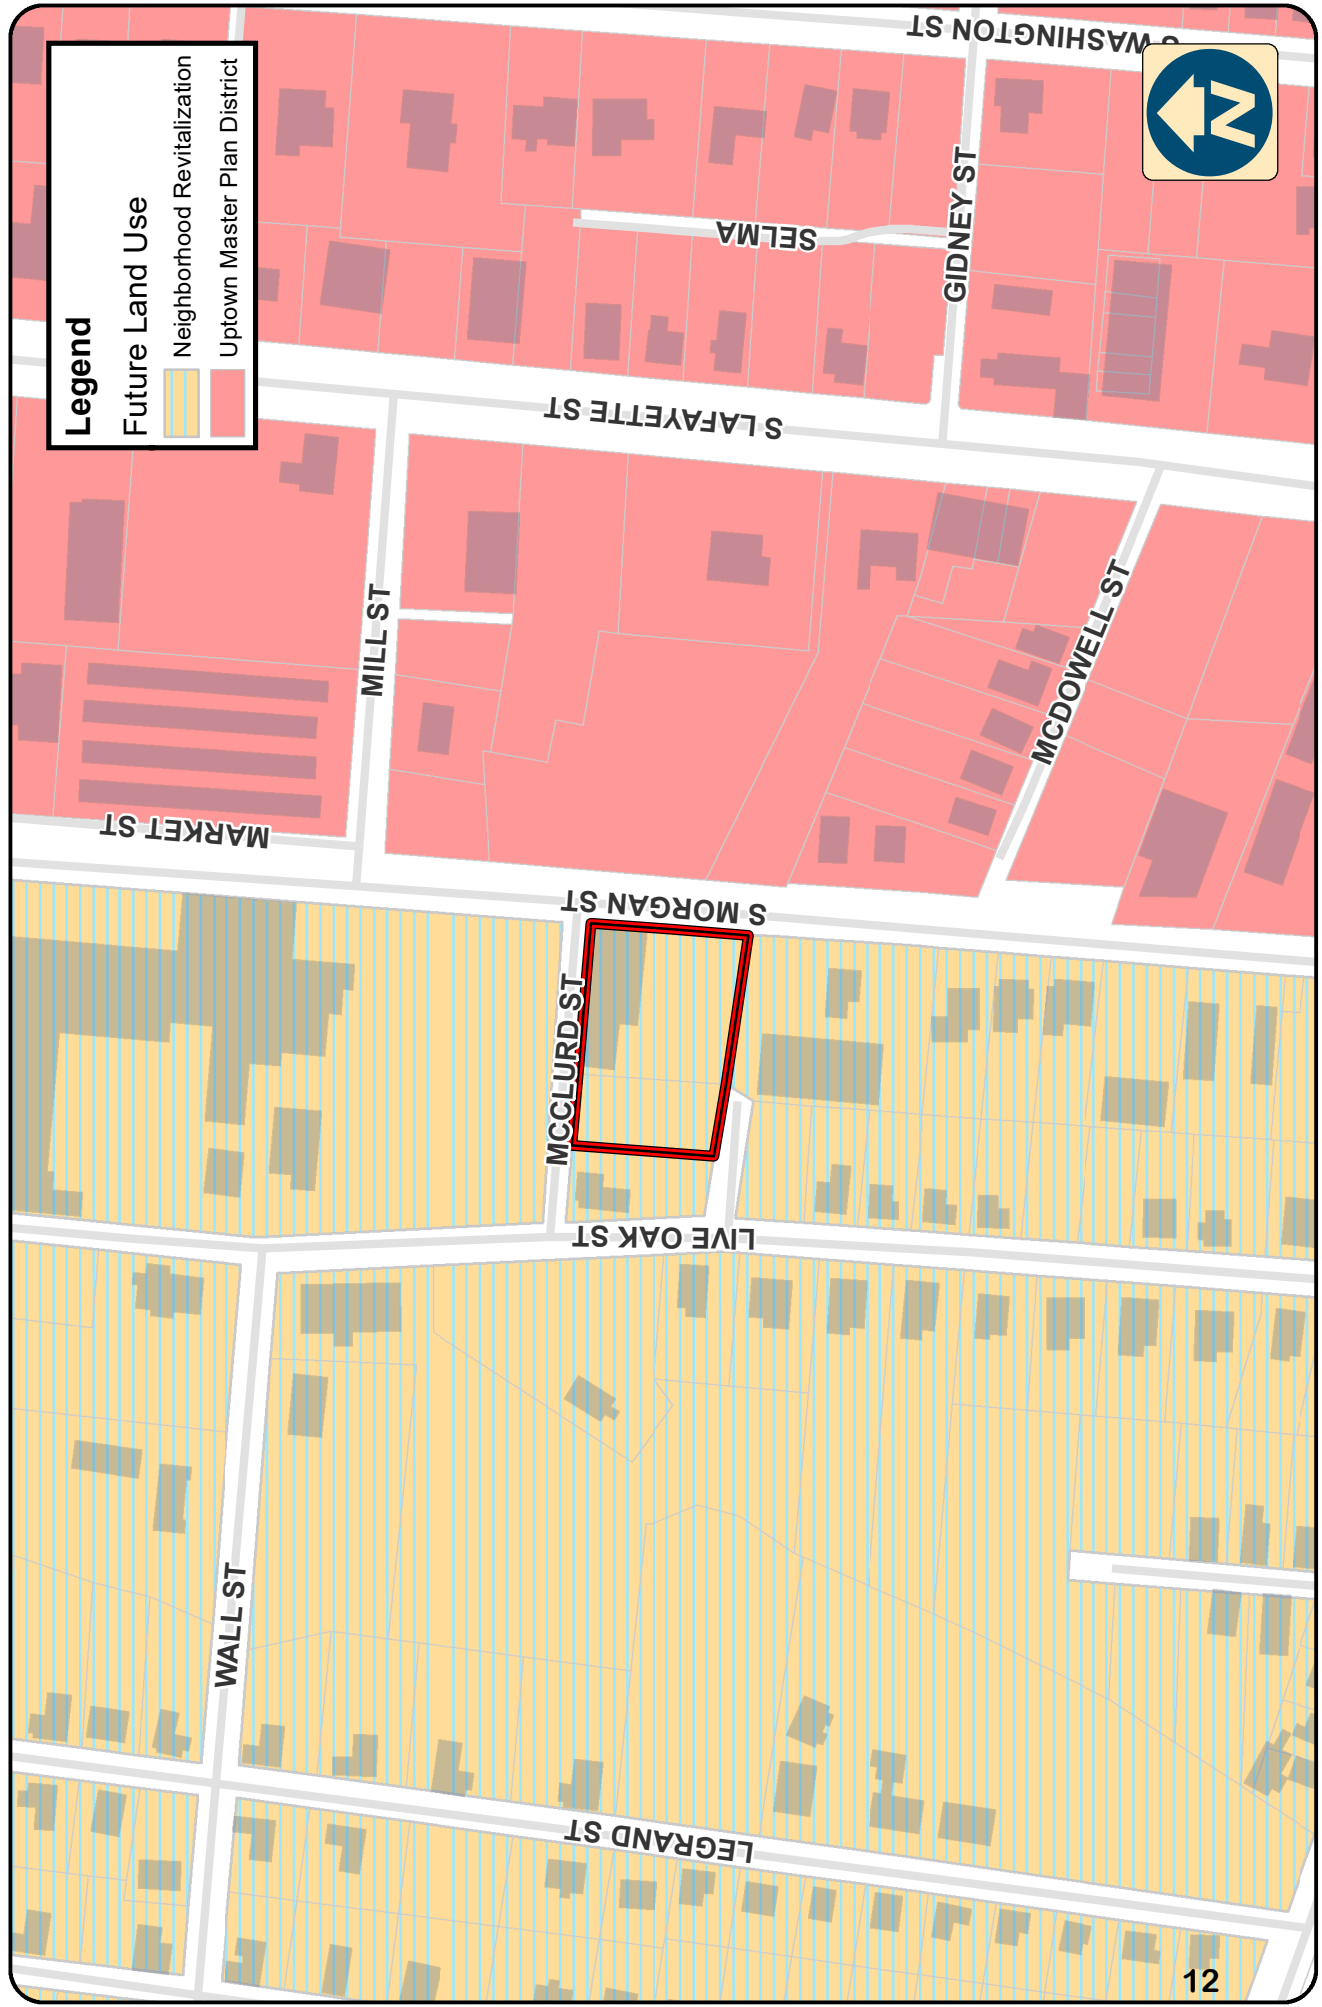 Legend
Future Land Use
Neighborhood Revitalization
Uptown Master Plan District
S WASHINGTON ST
N
GIDNEY ST
SELMA
S LAFAYETTE ST
MILL ST
MCDOWELL ST
MARKET ST
S MORGAN ST
MCCLURD ST
LIVE OAK ST
WALL ST
LEGRAND ST
12